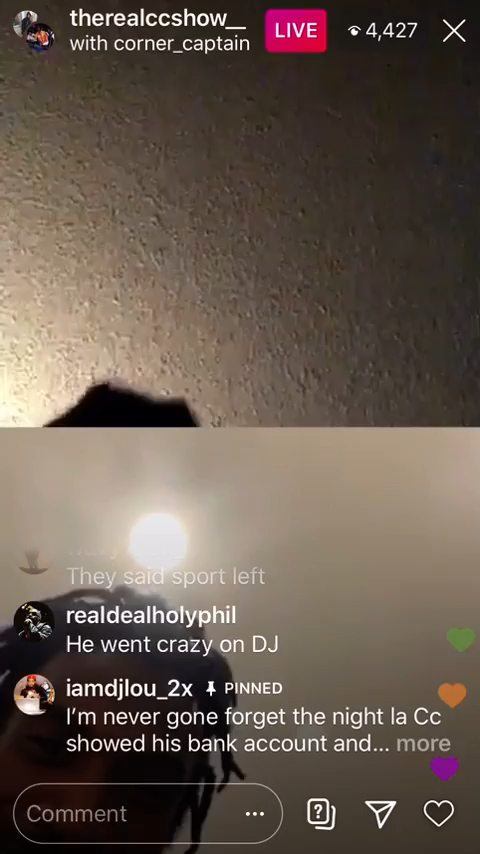 therealccshow__
with corner_captain
LIVE
4,427
They said sport left
realdealholyphil
He went crazy on DJ
iamdjlou_2x PINNED
I'm never gone forget the night la Cc
showed his bank account and... more
Comment